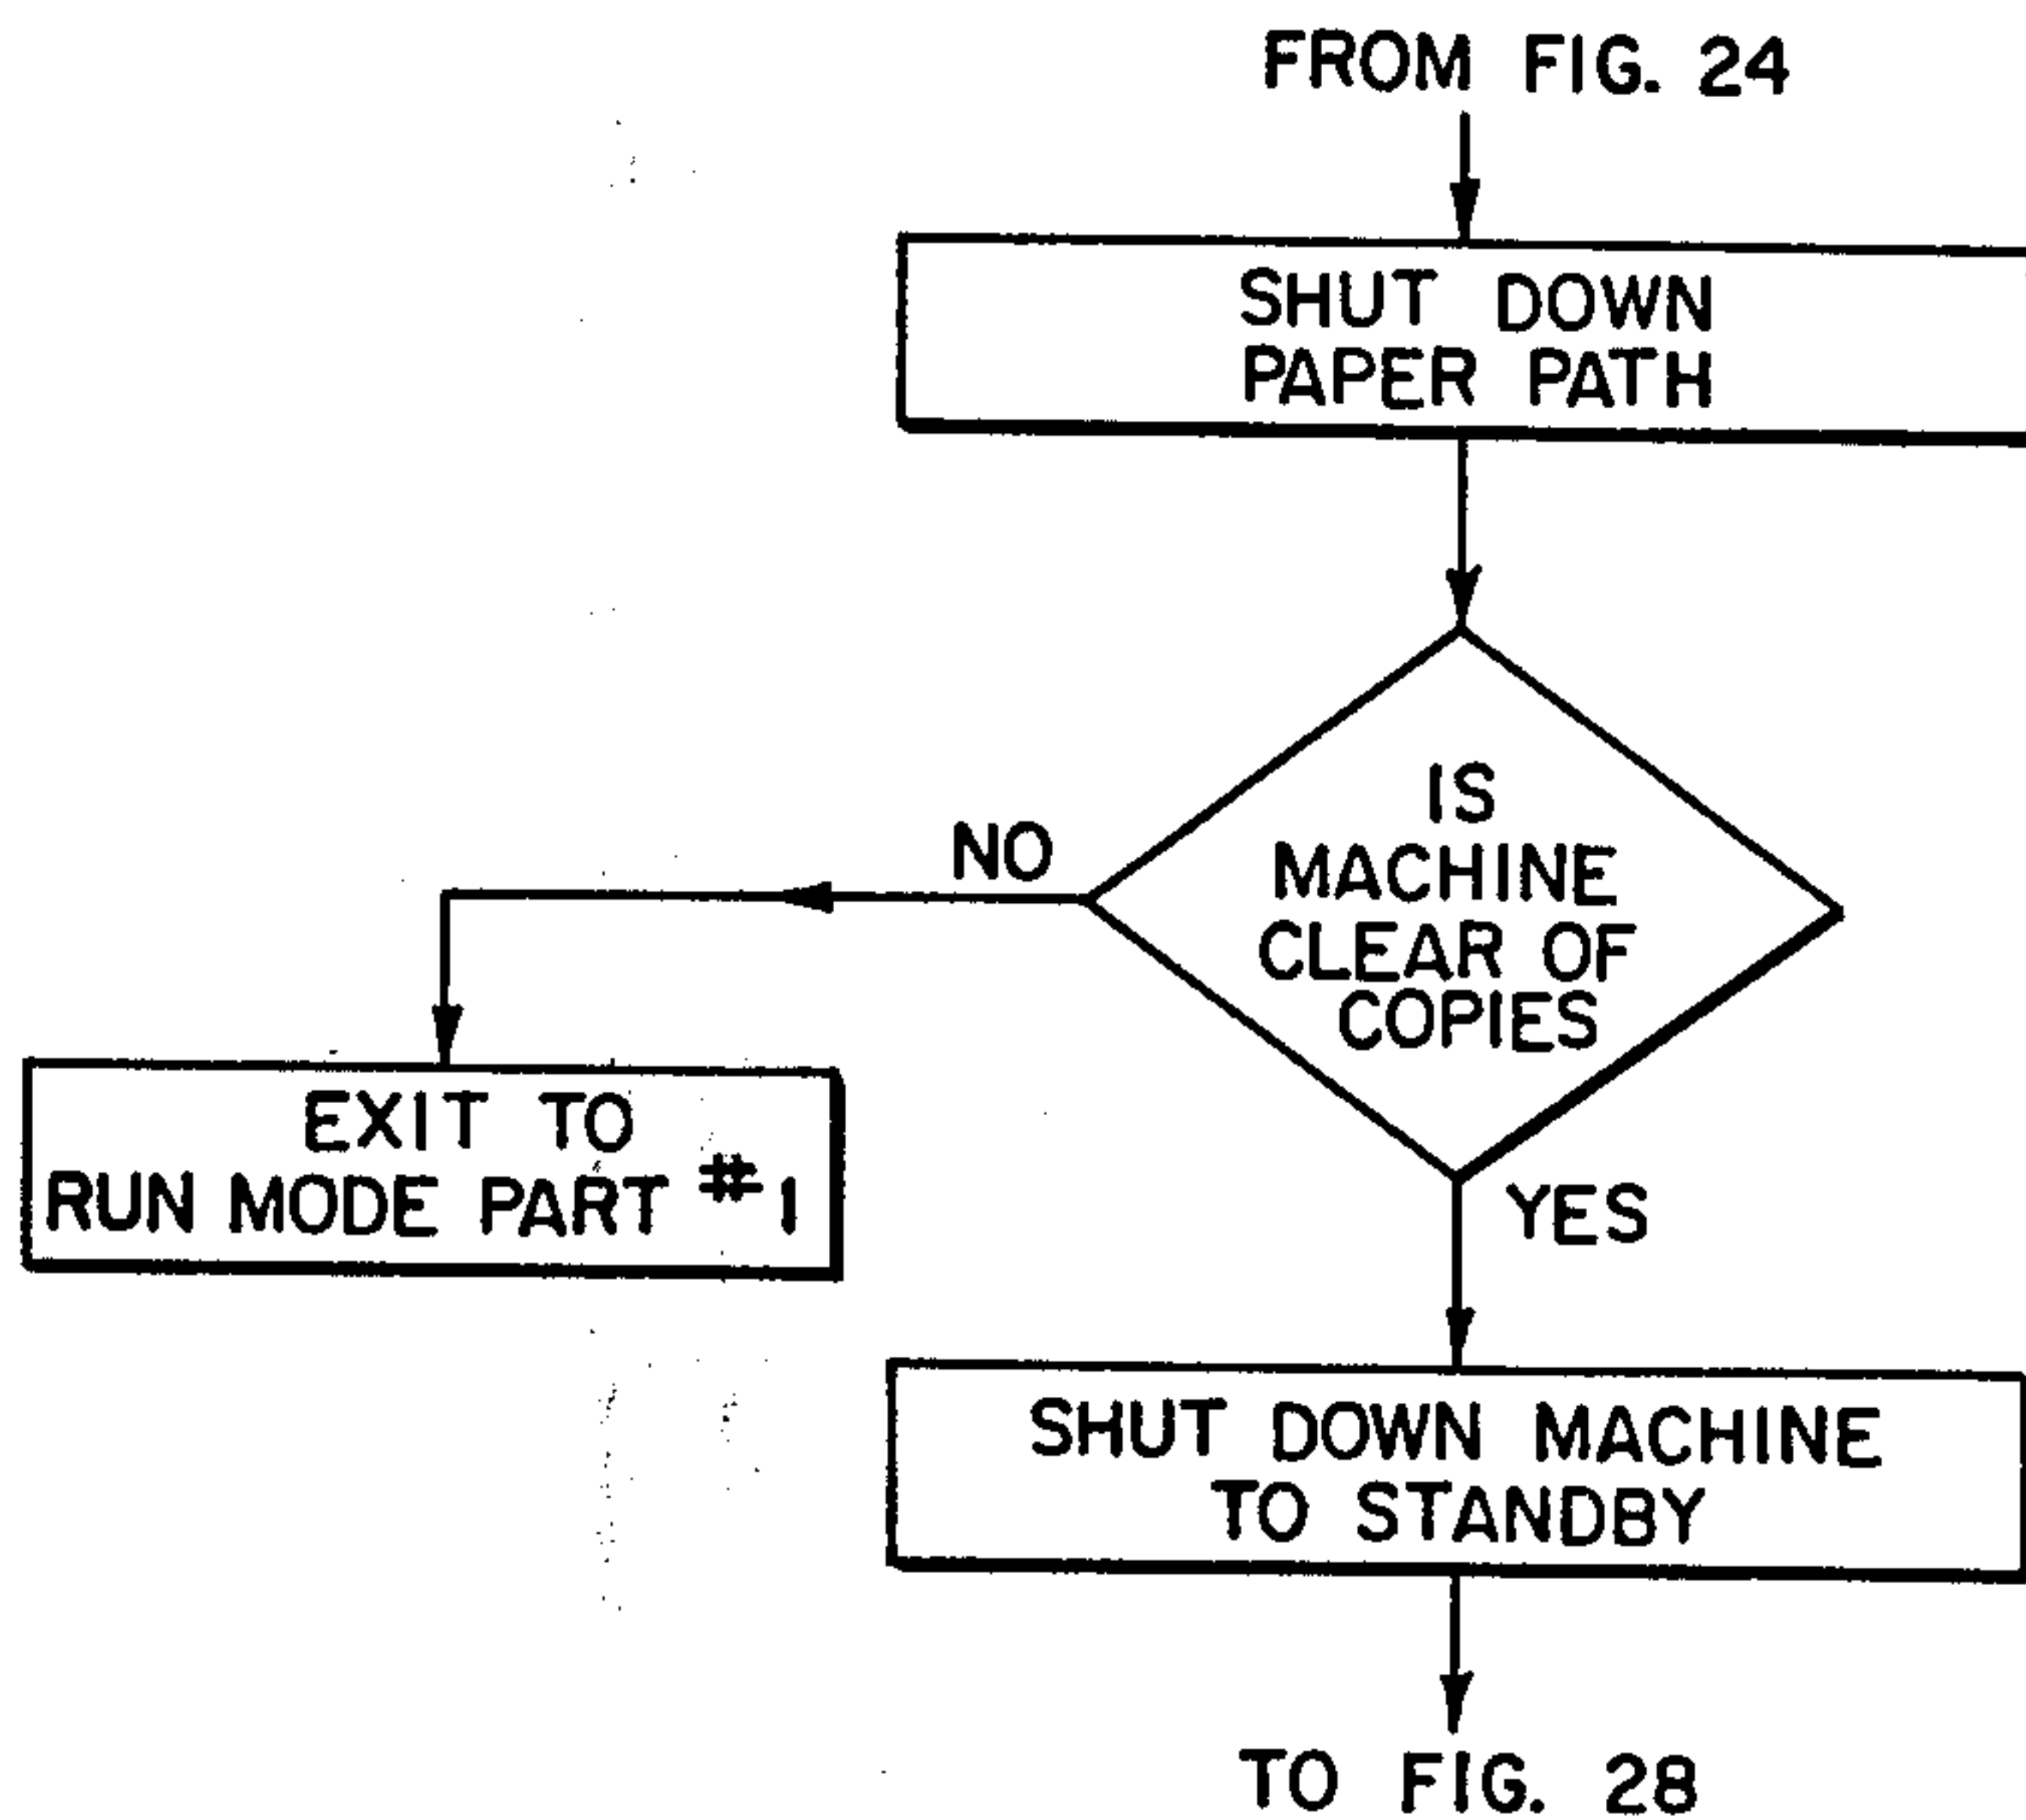 FROM FIG. 24
SHUT DOWN
PAPER PATH
IS
MACHINE
CLEAR OF
COPIES
NO
EXIT TO
RUN MODE PART # 1
YES
SHUT DOWN MACHINE
TO STANDBY
TO FIG. 28